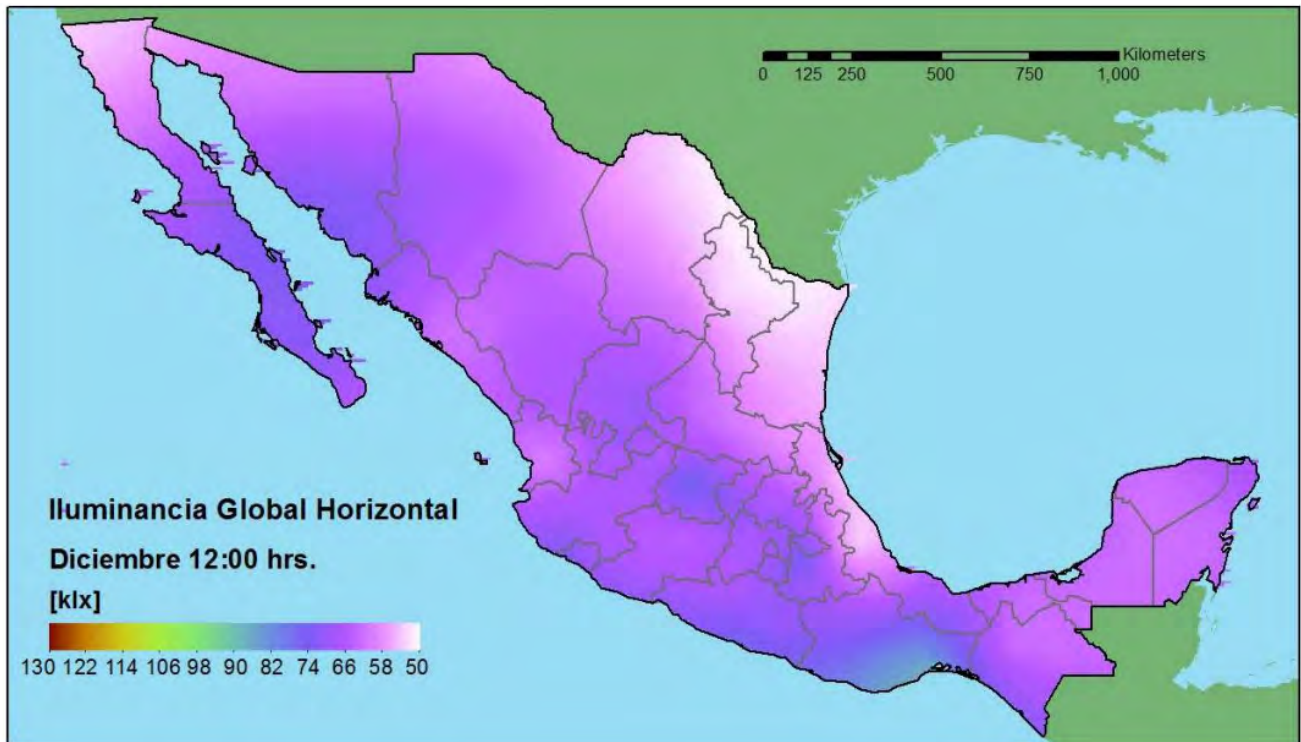 Kilometers
0 125 250 500 750 1,000
Iluminancia Global Horizontal
Diciembre 12:00 hrs.
[klx]
130 122 114 106 98 90 82 74 66 58 50